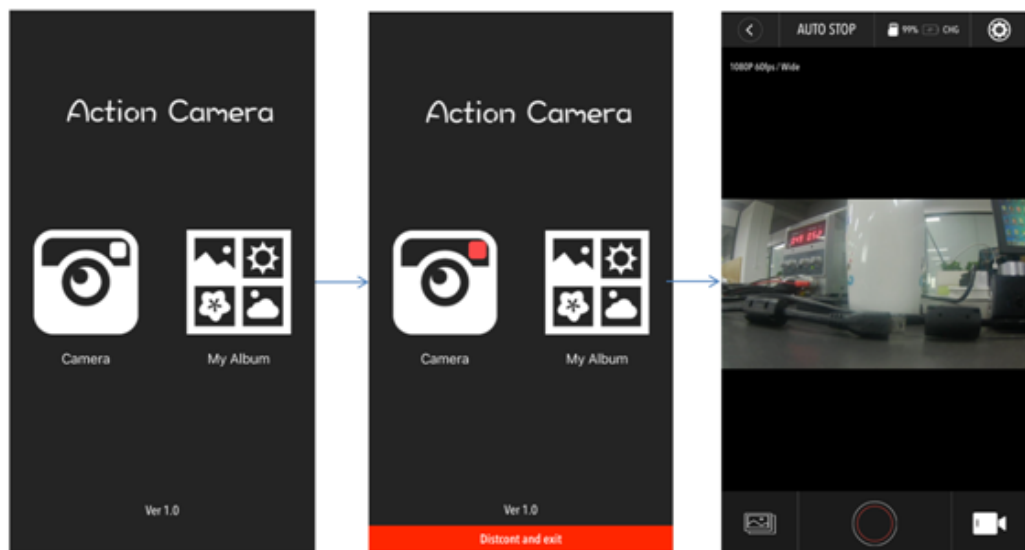 Action Camera
Camera
My Album
Ver 1.0
Action Camera
Camera
My Album
Ver 1.0
Distcont and exit
AUTO STOP
99%
CHG
1080P 60fps / Wide